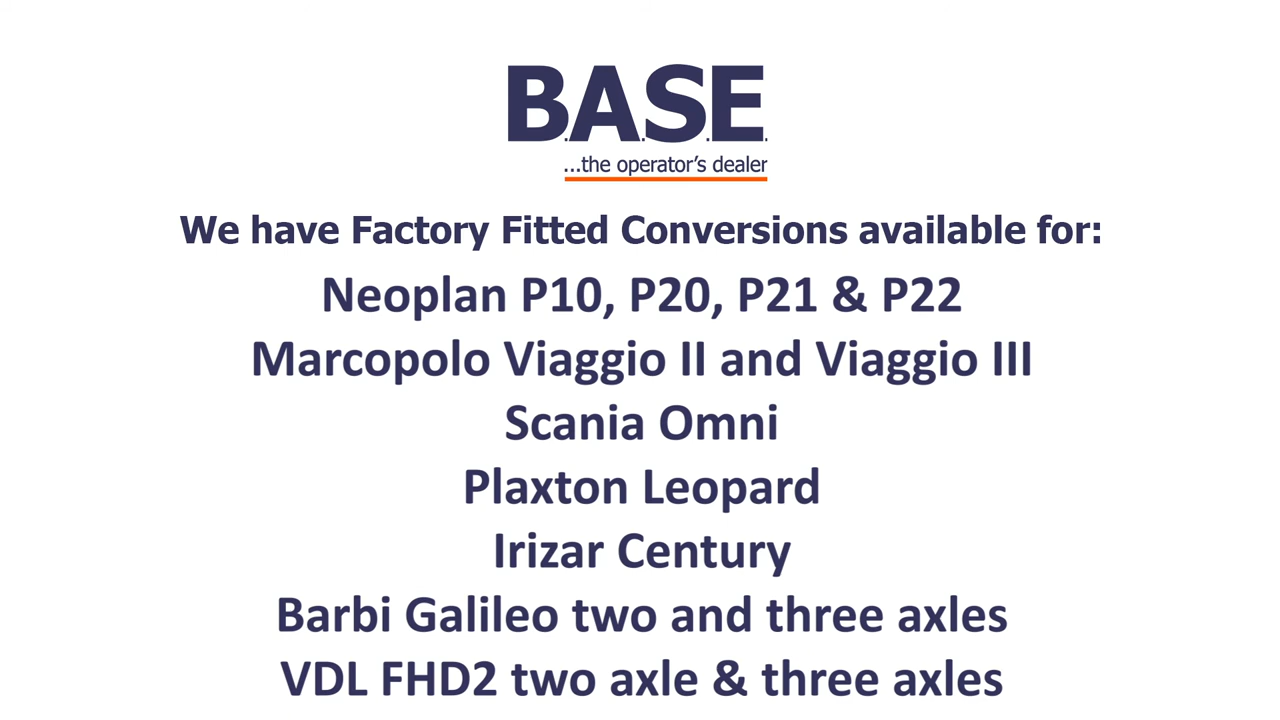 B.A.S.E.
...the operator's dealer
We have Factory Fitted Conversions available for:
Neoplan P10, P20, P21 & P22
Marcopolo Viaggio II and Viaggio III
Scania Omni
Plaxton Leopard
Irizar Century
Barbi Galileo two and three axles
VDL FHD2 two axle & three axles